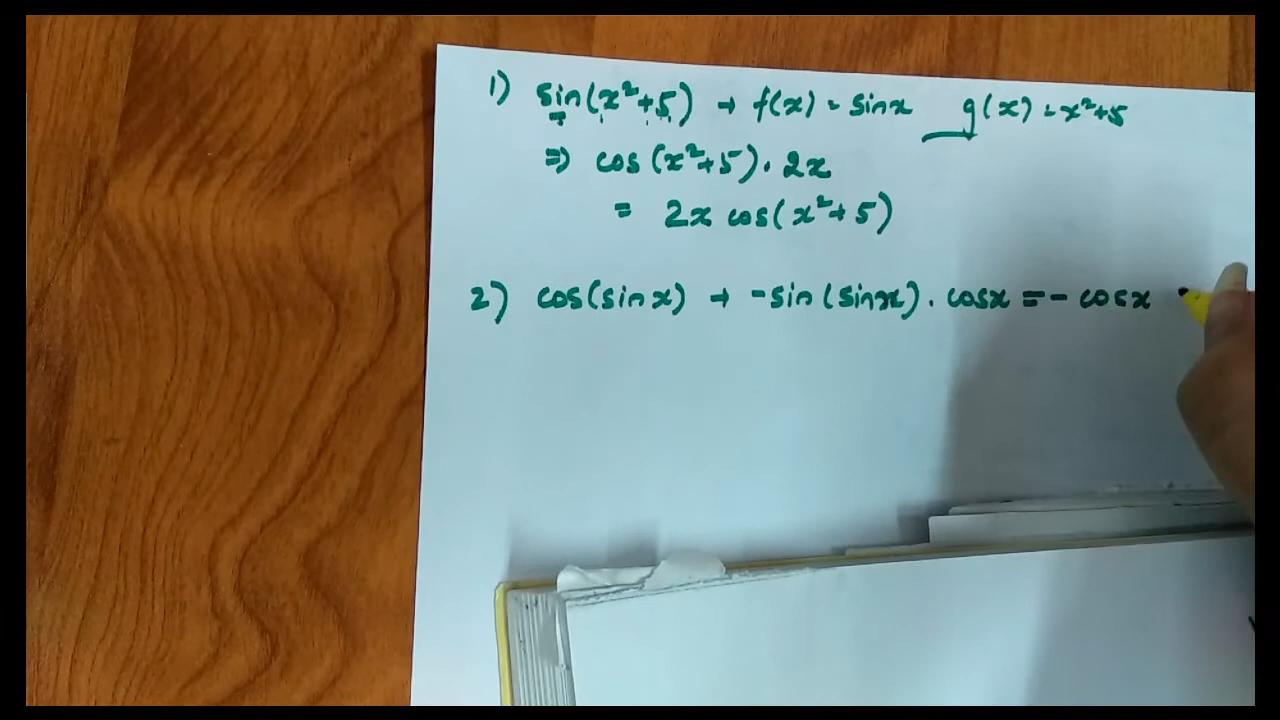 1) sin(x²+5) → f(x) = sinx g(x) = x²+5
⇒ cos(x²+5). 2x
= 2x cos(x²+5)
2) cos(sinx) → -sin(sinx). cosx = - cosx